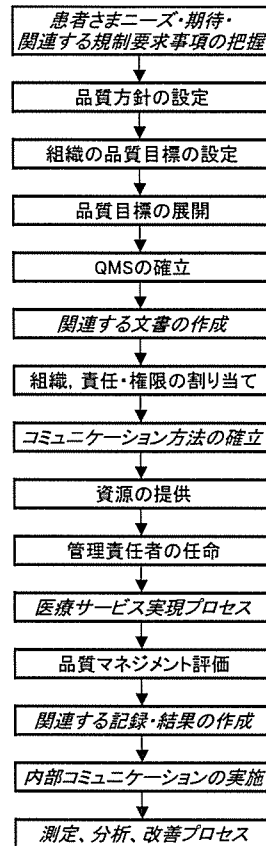 患者さまニーズ・期待・
関連する規制要求事項の把握
品質方針の設定
組織の品質目標の設定
品質目標の展開
QMSの確立
関連する文書の作成
組織, 責任・権限の割り当て
コミュニケーション方法の確立
資源の提供
管理責任者の任命
医療サービス実現プロセス
品質マネジメント評価
関連する記録・結果の作成
内部コミュニケーションの実施
測定、分析、改善プロセス